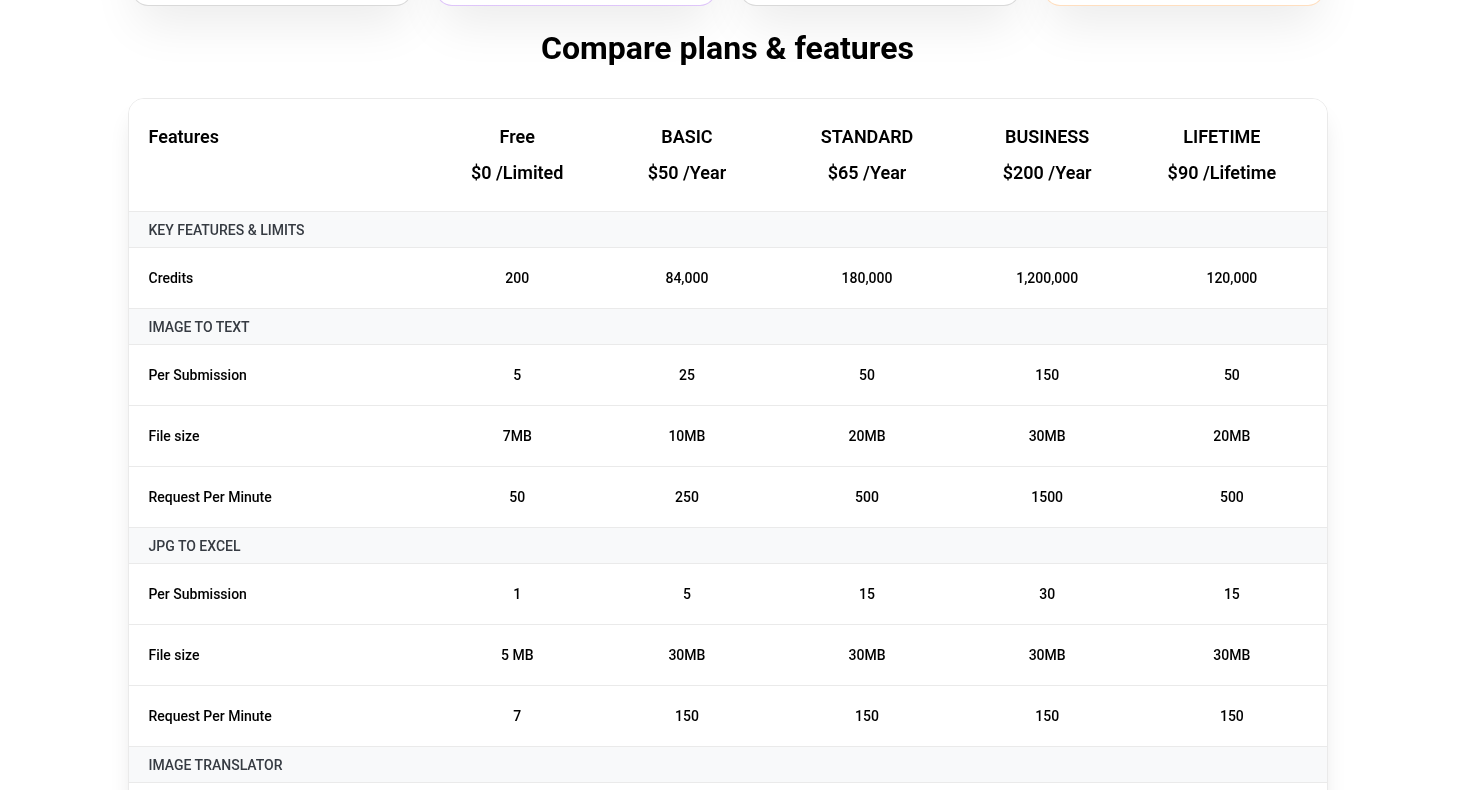 Compare plans & features
Features Free BASIC STANDARD BUSINESS LIFETIME
$0 /Limited $50 /Year $65 /Year $200 /Year $90 /Lifetime
KEY FEATURES & LIMITS
Credits 200 84,000 180,000 1,200,000 120,000
IMAGE TO TEXT
Per Submission 5 25 50 150 50
File size 7MB 10MB 20MB 30MB 20MB
Request Per Minute 50 250 500 1500 500
JPG TO EXCEL
Per Submission 1 5 15 30 15
File size 5 MB 30MB 30MB 30MB 30MB
Request Per Minute 7 150 150 150 150
IMAGE TRANSLATOR